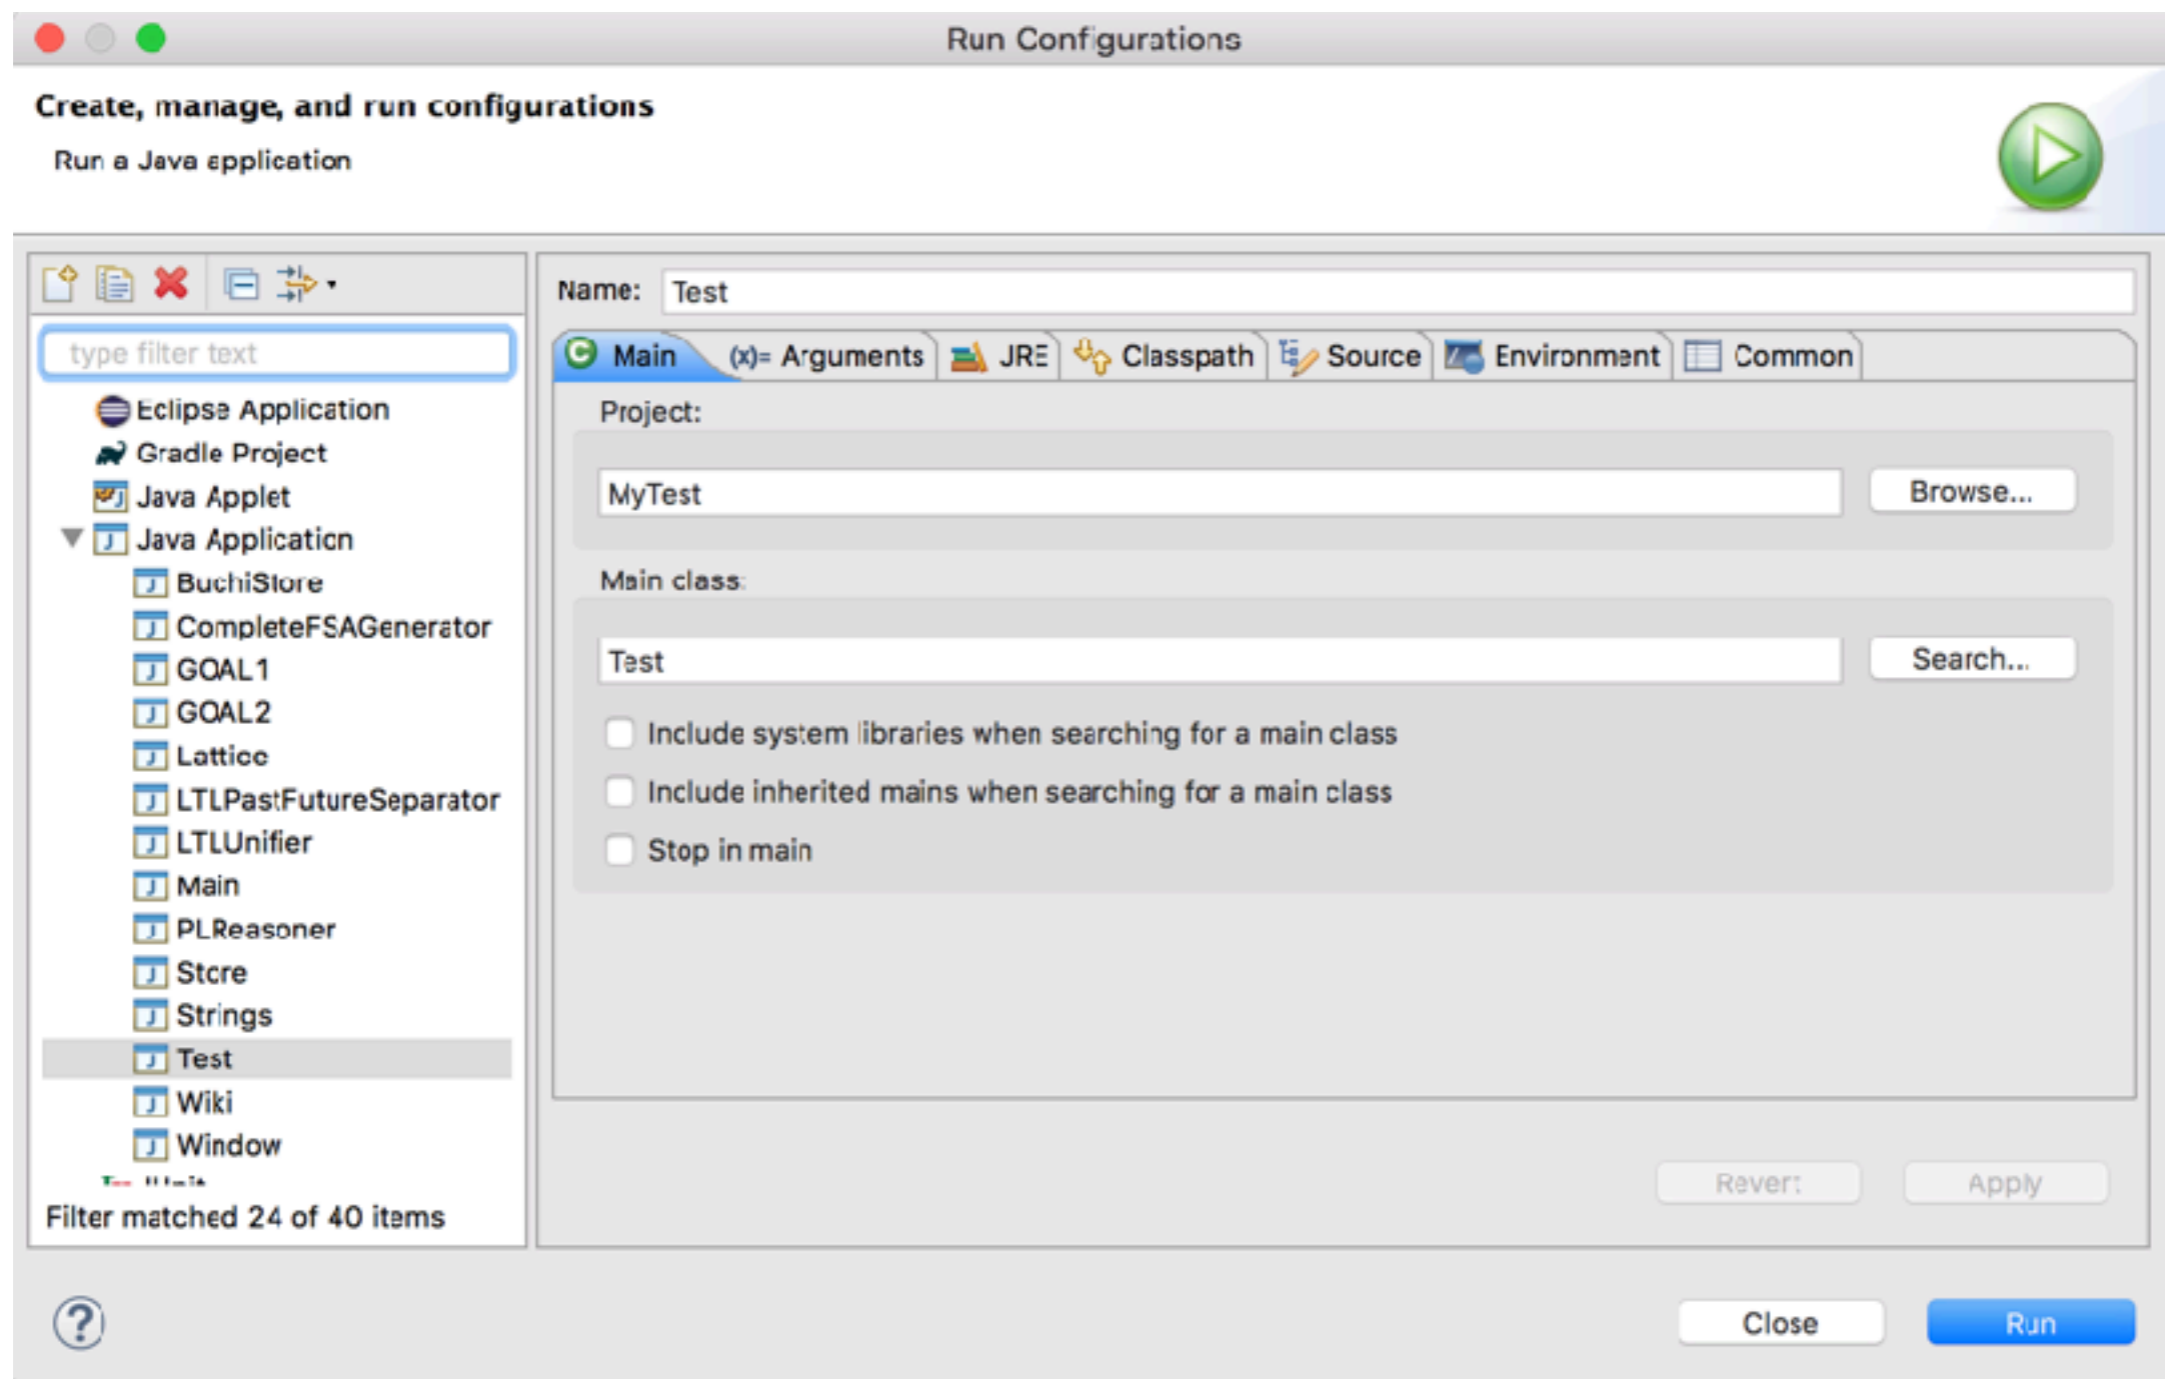 Run Configurations
Create, manage, and run configurations
Run a Java application
type filter text
Eclipse Application
Gradle Project
Java Applet
Java Application
BuchiStore
CompleteFSAGenerator
GOAL1
GOAL2
Lattice
LTLPastFutureSeparator
LTLUnifier
Main
PLReasoner
Store
Strings
Test
Wiki
Window
Filter matched 24 of 40 items
Name: Test
Main (x)= Arguments JRE Classpath Source Environment Common
Project:
MyTest Browse...
Main class:
Test Search...
Include system libraries when searching for a main class
Include inherited mains when searching for a main class
Stop in main
Revert Apply
? Close Run